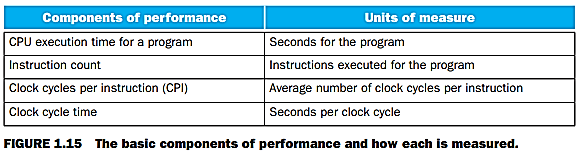 Components of performance Units of measure
CPU execution time for a program Seconds for the program
Instruction count Instructions executed for the program
Clock cycles per instruction (CPI) Average number of clock cycles per instruction
Clock cycle time Seconds per clock cycle
FIGURE 1.15 The basic components of performance and how each is measured.